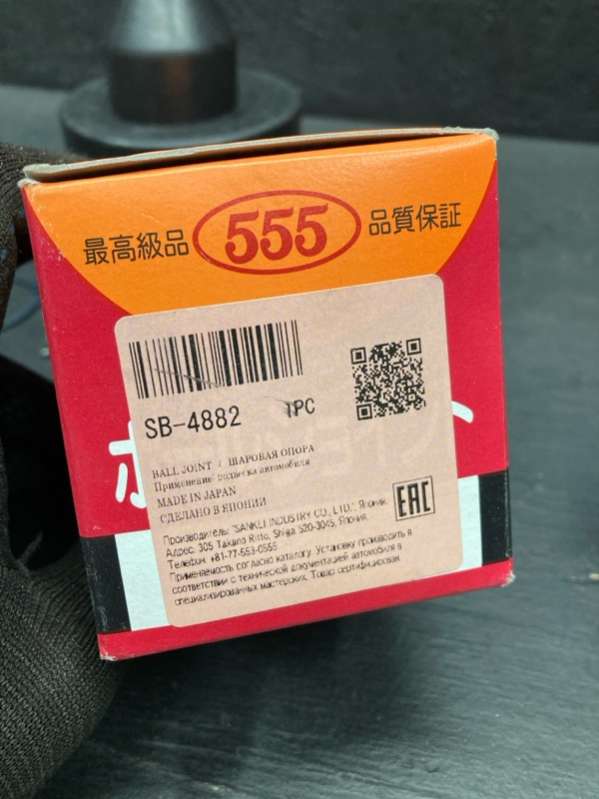 最高級品 555 品質保証
SB-4882 1PC
BALL JOINT / ШАРОВАЯ ОПОРА
Применение: подвеска автомобиля
MADE IN JAPAN
СДЕЛАНО В ЯПОНИИ
EAC
Производитель: "SANKEI INDUSTRY CO., LTD.", Япония.
Адрес: 305 Takano Ritto, Shiga 520-3045, Япония.
Телефон: +81-77-553-0555
Применяемость согласно каталогу. Установку производить в
соответствии с технической документацией автомобиля в
специализированных мастерских. Товар сертифицирован.